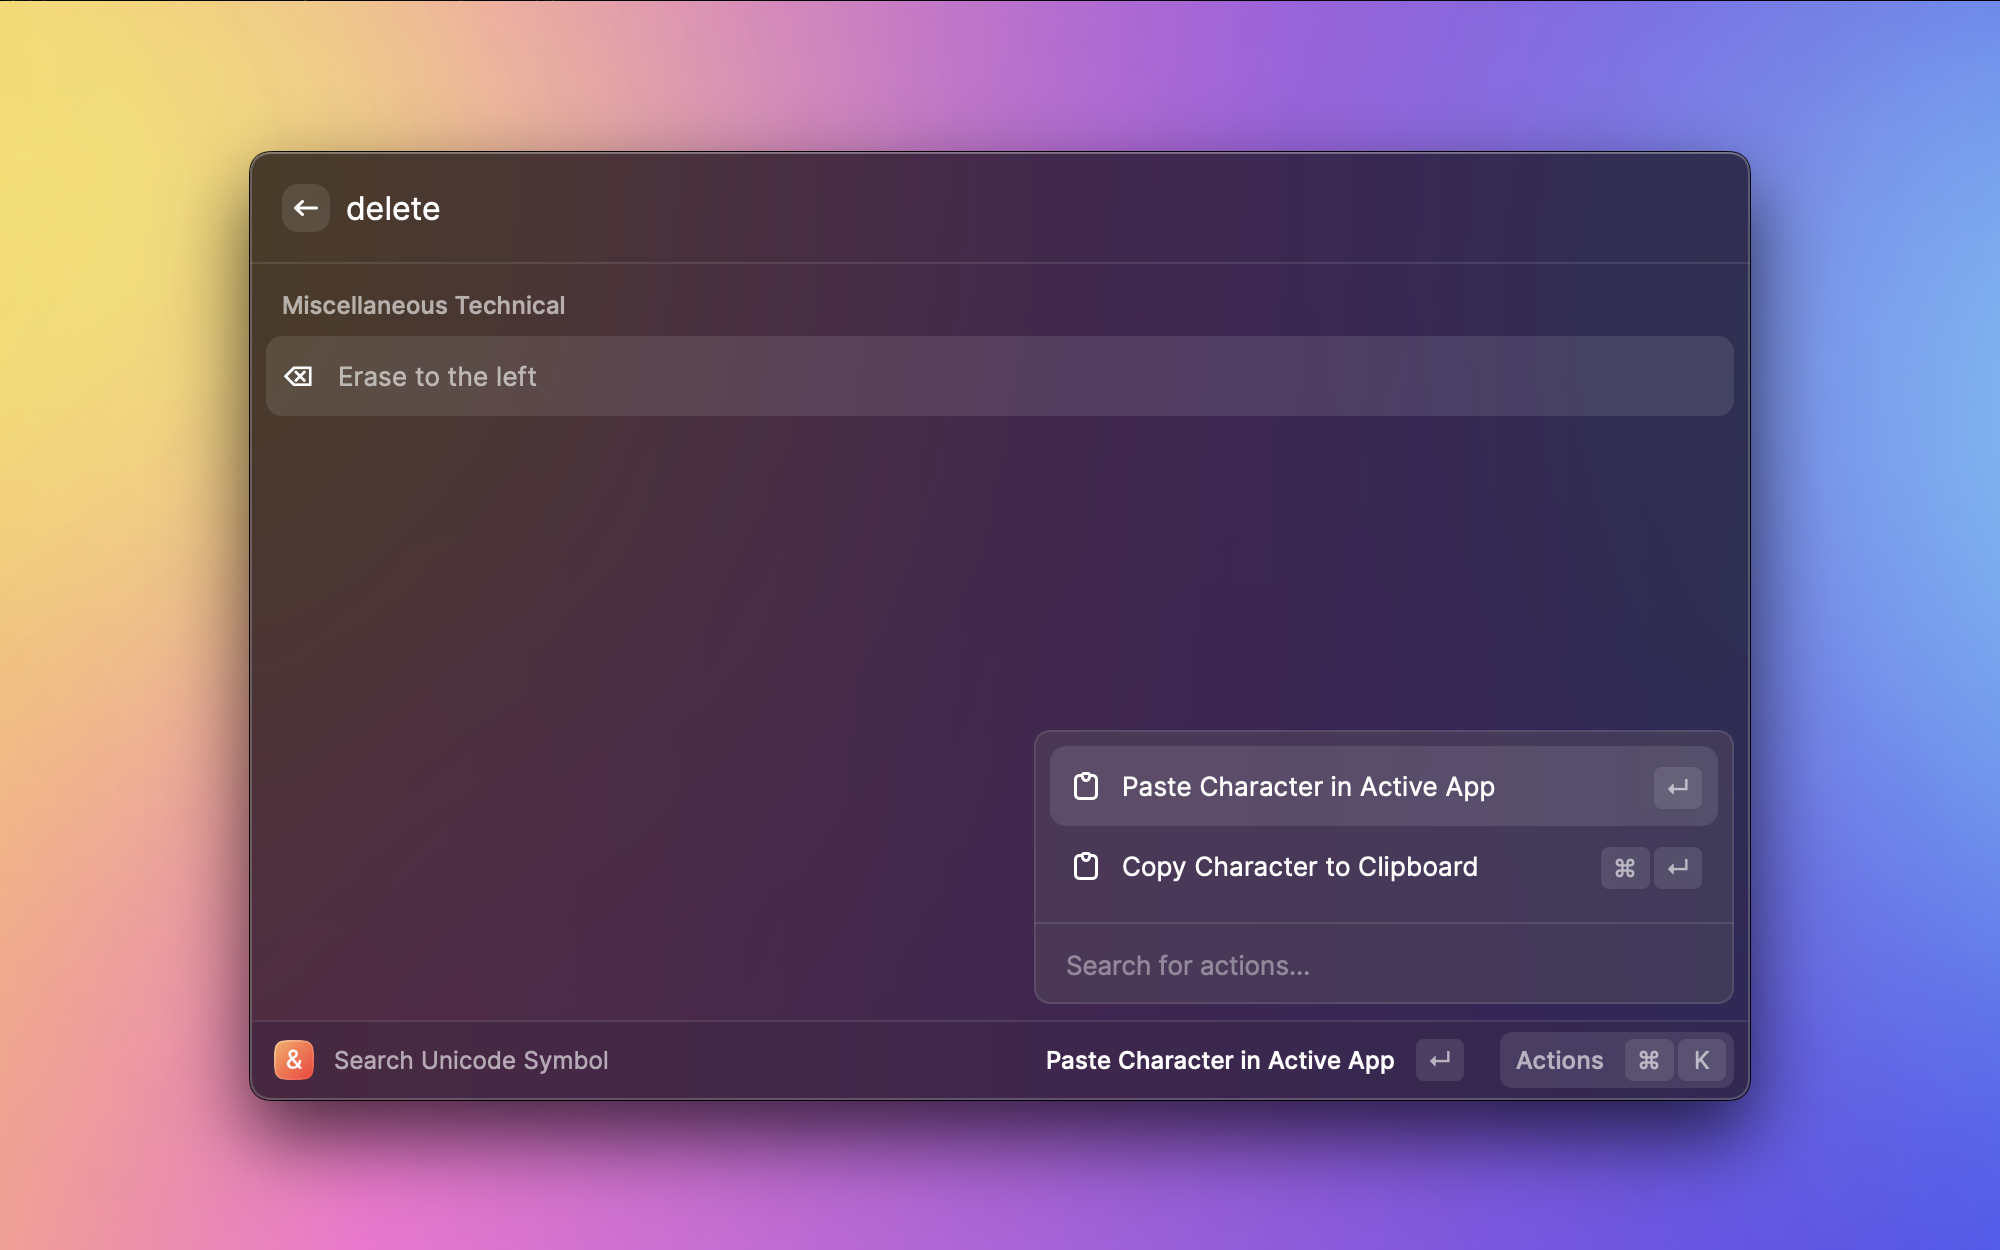 ← delete
Miscellaneous Technical
⌫ Erase to the left
Paste Character in Active App ↵
Copy Character to Clipboard ⌘ ↵
Search for actions...
& Search Unicode Symbol Paste Character in Active App ↵ Actions ⌘ K